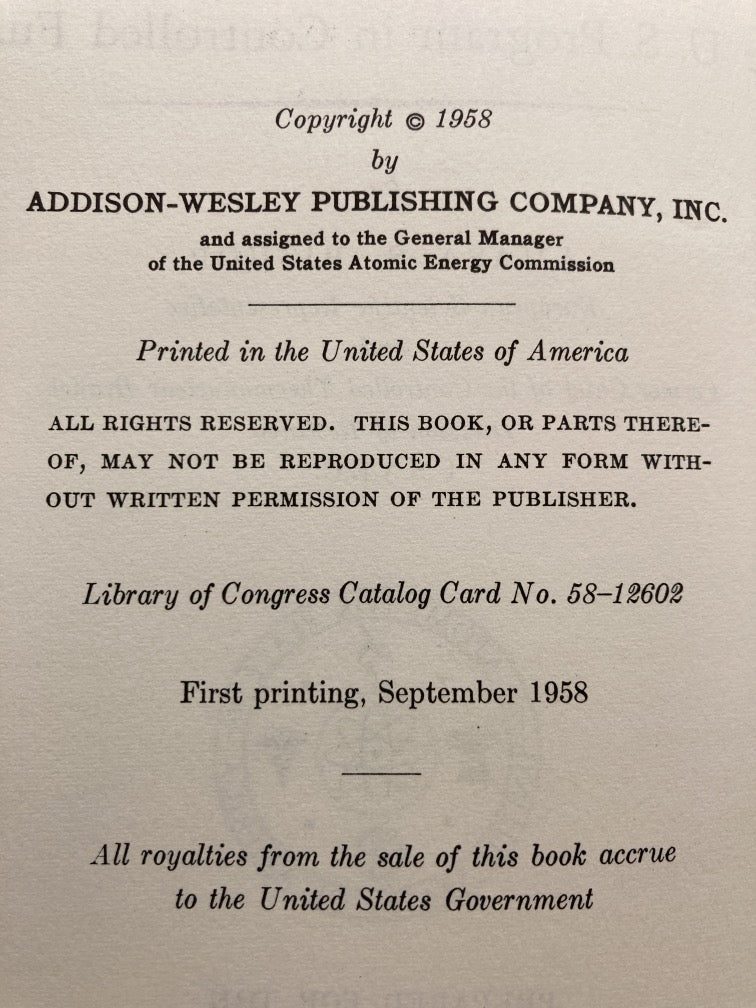 Copyright © 1958
by
ADDISON-WESLEY PUBLISHING COMPANY, INC.
and assigned to the General Manager
of the United States Atomic Energy Commission
Printed in the United States of America
ALL RIGHTS RESERVED. THIS BOOK, OR PARTS THERE-
OF, MAY NOT BE REPRODUCED IN ANY FORM WITH-
OUT WRITTEN PERMISSION OF THE PUBLISHER.
Library of Congress Catalog Card No. 58–12602
First printing, September 1958
All royalties from the sale of this book accrue
to the United States Government